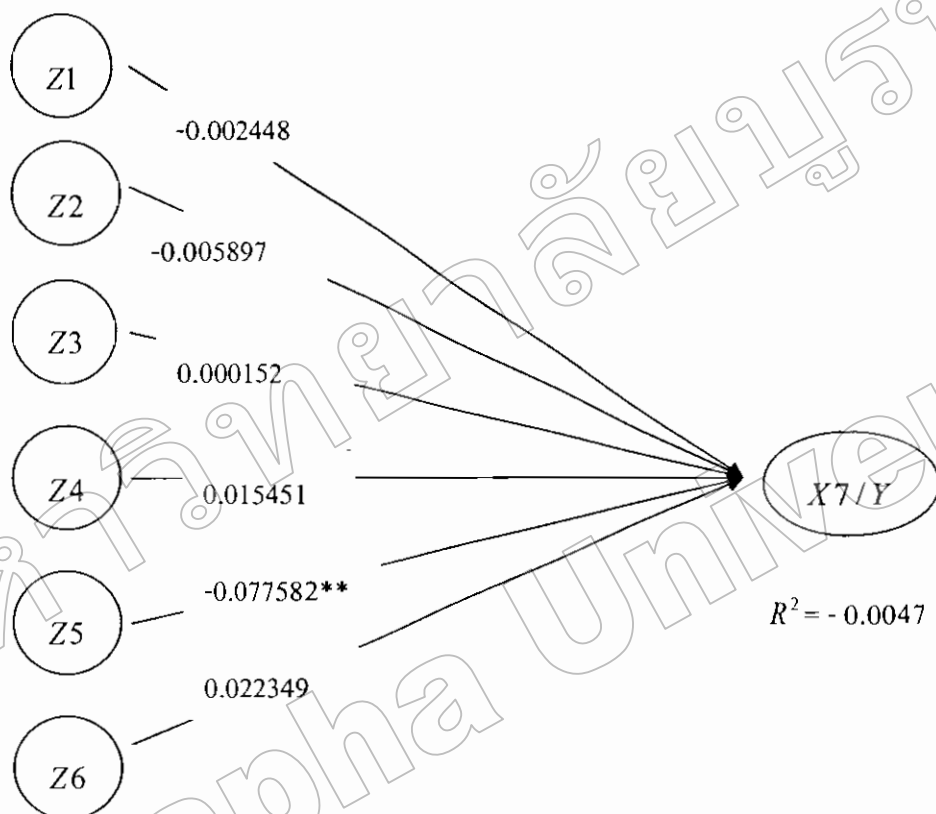 Z1
-0.002448
Z2
-0.005897
Z3
0.000152
Z4
0.015451
X7/Y
-0.077582**
Z5
R² = - 0.0047
0.022349
Z6